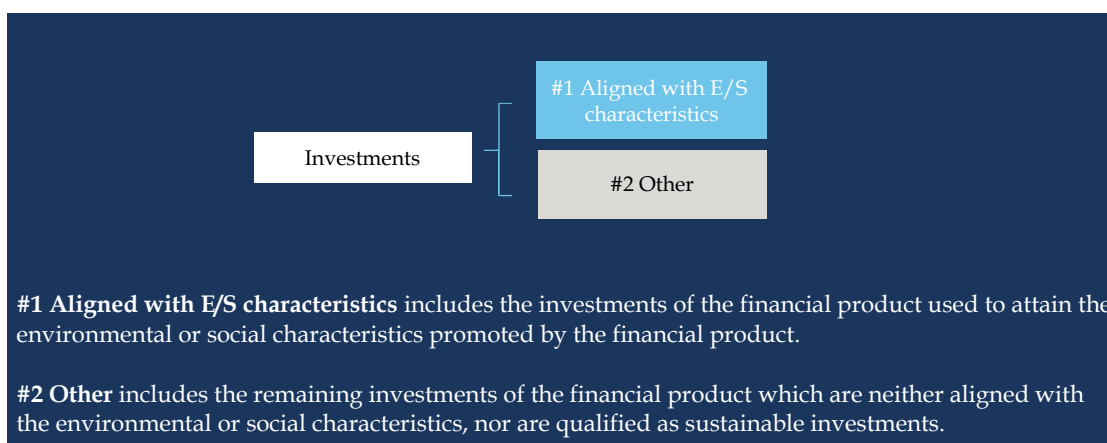 #1 Aligned with E/S
characteristics
Investments
#2 Other
#1 Aligned with E/S characteristics includes the investments of the financial product used to attain the
environmental or social characteristics promoted by the financial product.
#2 Other includes the remaining investments of the financial product which are neither aligned with
the environmental or social characteristics, nor are qualified as sustainable investments.